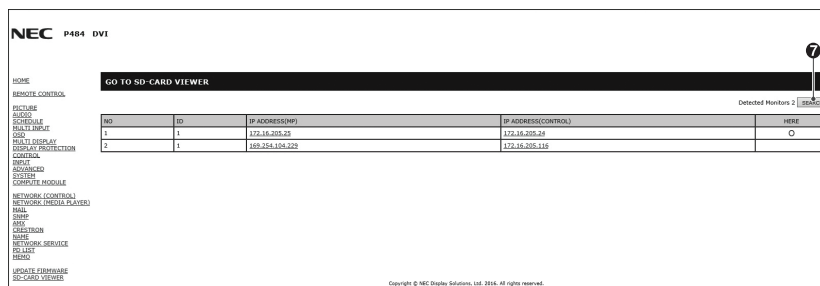 NEC P484 DVI
7
HOME
REMOTE CONTROL
PICTURE
AUDIO
SCHEDULE
MULTI INPUT
OSD
MULTI DISPLAY
DISPLAY PROTECTION
CONTROL
INPUT
ADVANCED
SYSTEM
COMPUTE MODULE
NETWORK (CONTROL)
NETWORK (MEDIA PLAYER)
MAIL
SNMP
AMX
CRESTRON
NAME
NETWORK SERVICE
PD LIST
MEMO
UPDATE FIRMWARE
SD-CARD VIEWER
GO TO SD-CARD VIEWER
Detected Monitors 2 SEARC
NO ID IP ADDRESS(MP) IP ADDRESS(CONTROL) HERE
1 1 172.16.205.25 172.16.205.24 O
2 1 169.254.104.229 172.16.205.116
Copyright © NEC Display Solutions, Ltd. 2016. All rights reserved.